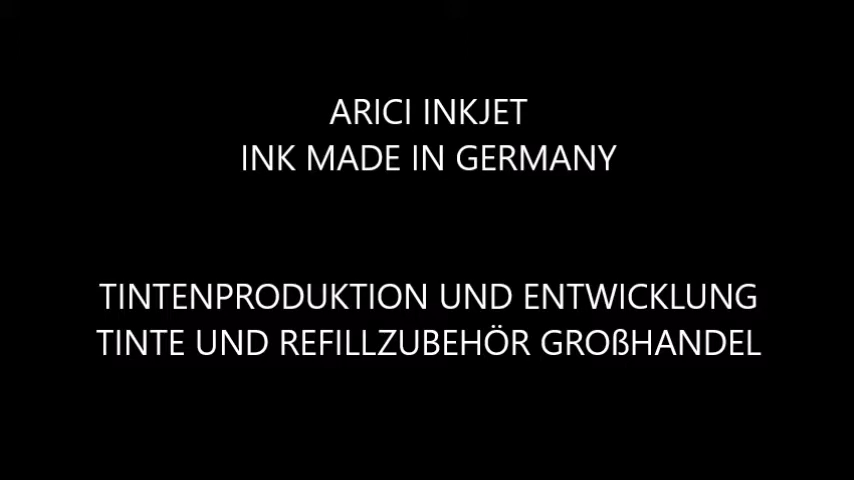 ARICI INKJET
INK MADE IN GERMANY
TINTENPRODUKTION UND ENTWICKLUNG
TINTE UND REFILLZUBEHÖR GROßHANDEL